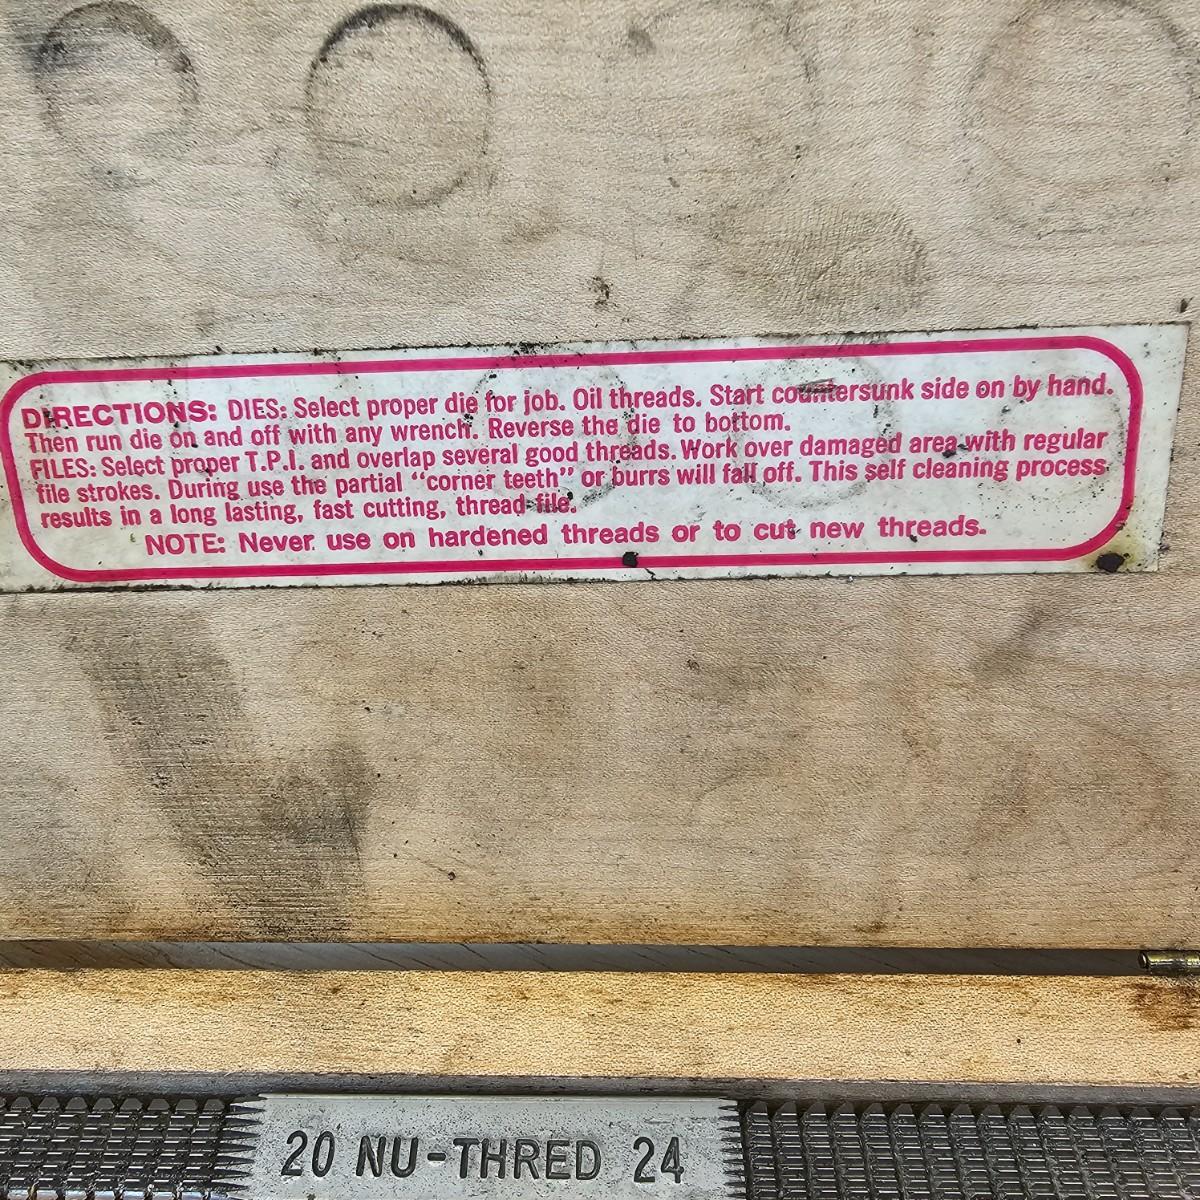 DIRECTIONS: DIES: Select proper die for job. Oil threads. Start countersunk side on by hand.
Then run die on and off with any wrench. Reverse the die to bottom.
FILES: Select proper T.P.I. and overlap several good threads. Work over damaged area with regular
file strokes. During use the partial "corner teeth" or burrs will fall off. This self cleaning process
results in a long lasting, fast cutting, thread file.
NOTE: Never use on hardened threads or to cut new threads.
20 NU-THRED 24